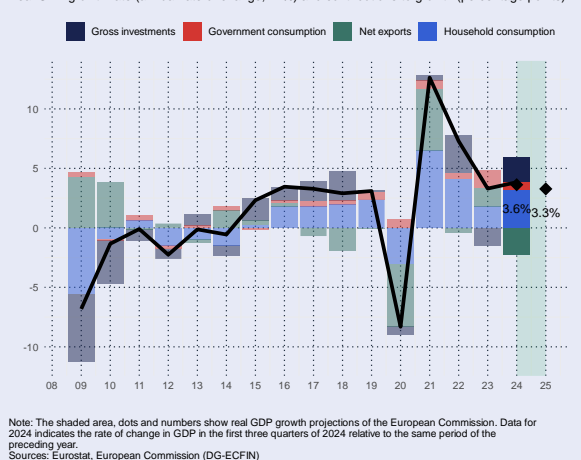 Gross investments Government consumption Net exports Household consumption
10
5
0
-5
-10
3.6% 3.3%
08 09 10 11 12 13 14 15 16 17 18 19 20 21 22 23 24 25
Note: The shaded area, dots and numbers show real GDP growth projections of the European Commission. Data for
2024 indicates the rate of change in GDP in the first three quarters of 2024 relative to the same period of the
preceding year.
Sources: Eurostat, European Commission (DG-ECFIN)